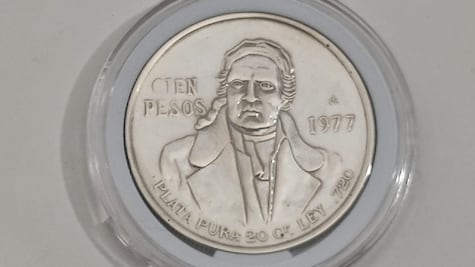 CIEN
PESOS
1977
PLATA PURA 20 Gr. LEY .720